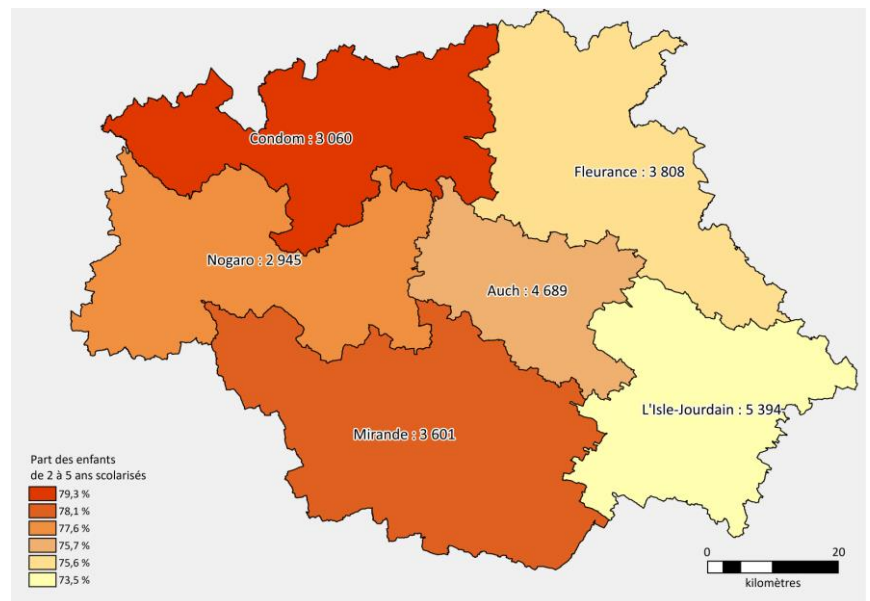 Condom : 3 060
Fleurance : 3 808
Nogaro : 2 945
Auch : 4 689
L'Isle-Jourdain : 5 394
Mirande : 3 601
Part des enfants
de 2 à 5 ans scolarisés
79,3 %
78,1 %
77,6 %
75,7 %
75,6 %
73,5 %
0 20
kilomètres